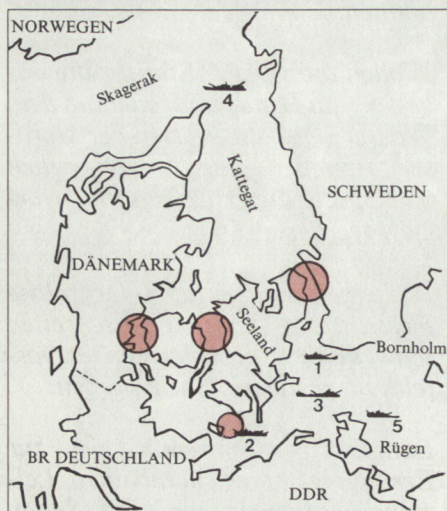 NORWEGEN
Skagerak
4
Kattegat
SCHWEDEN
DÄNEMARK
Seeland
Bornholm
1
3
5
2
Rügen
BR DEUTSCHLAND
DDR